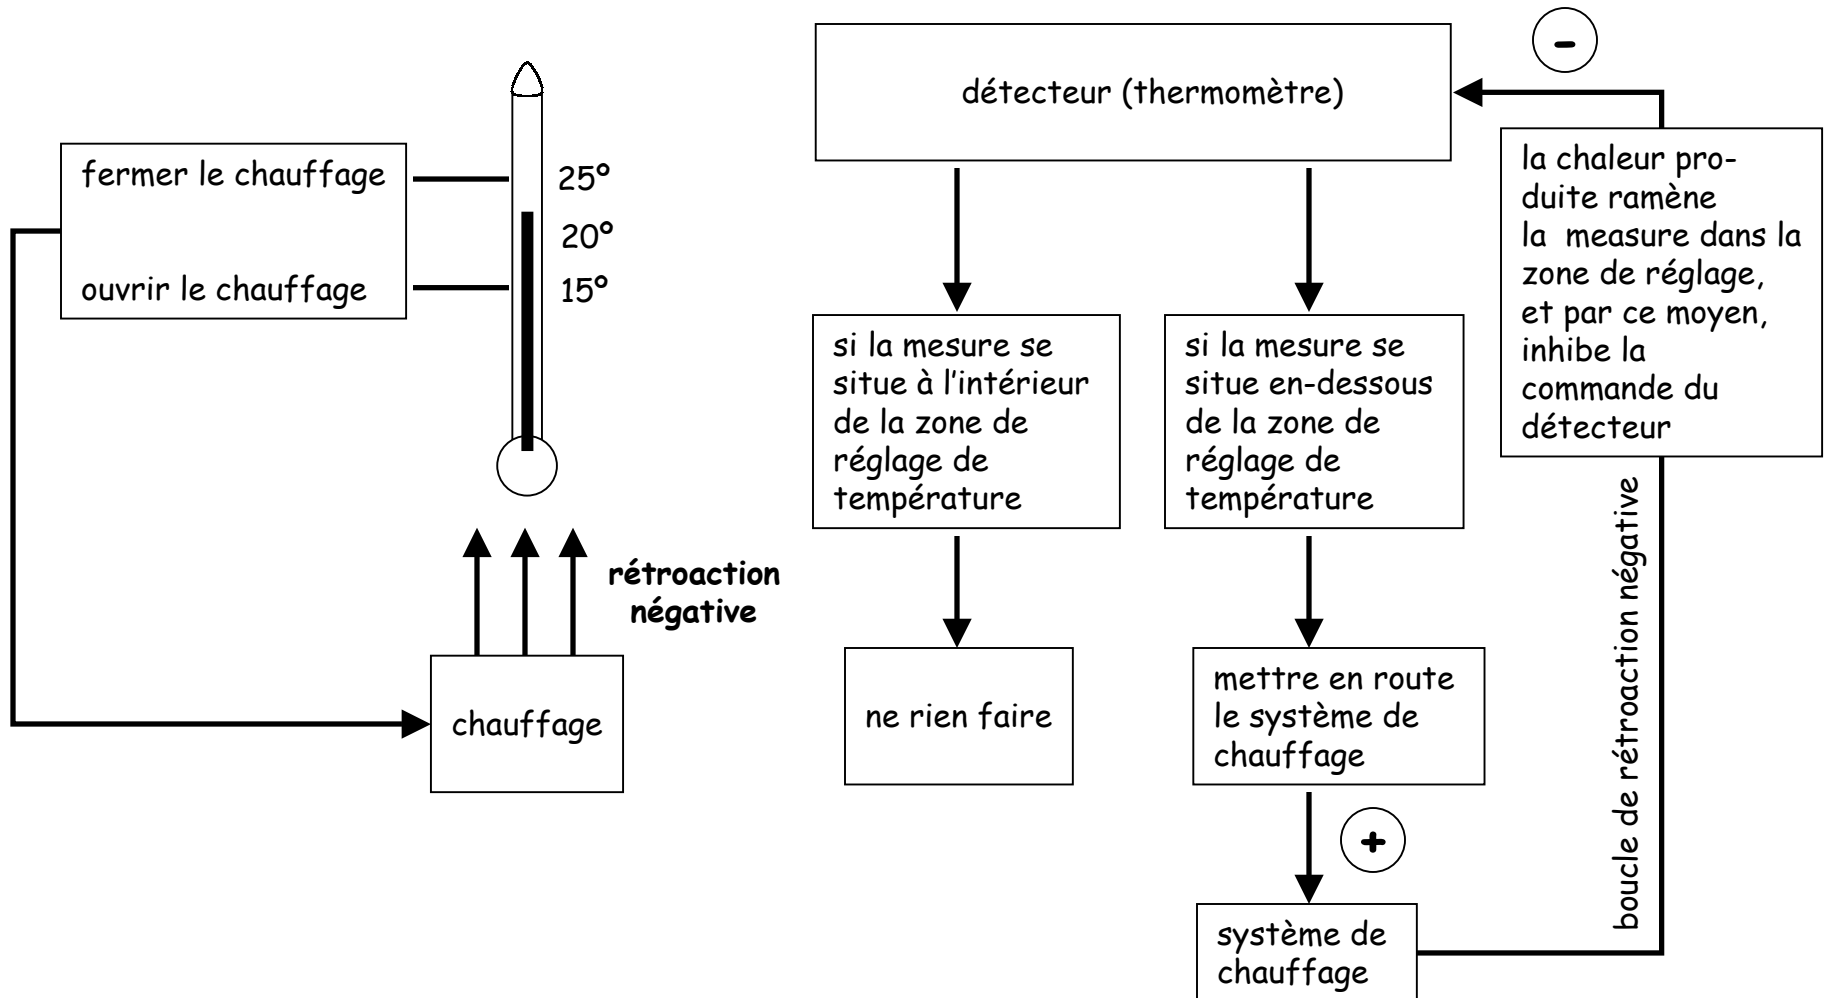 fermer le chauffage
ouvrir le chauffage
25°
20°
15°
rétroaction
négative
chauffage
détecteur (thermomètre)
si la mesure se
situe à l'intérieur
de la zone de
réglage de
température
ne rien faire
si la mesure se
situe en-dessous
de la zone de
réglage de
température
mettre en route
le système de
chauffage
+
système de
chauffage
boucle de rétroaction négative
la chaleur pro-
duite ramène
la measure dans la
zone de réglage,
et par ce moyen,
inhibe la
commande du
détecteur
-